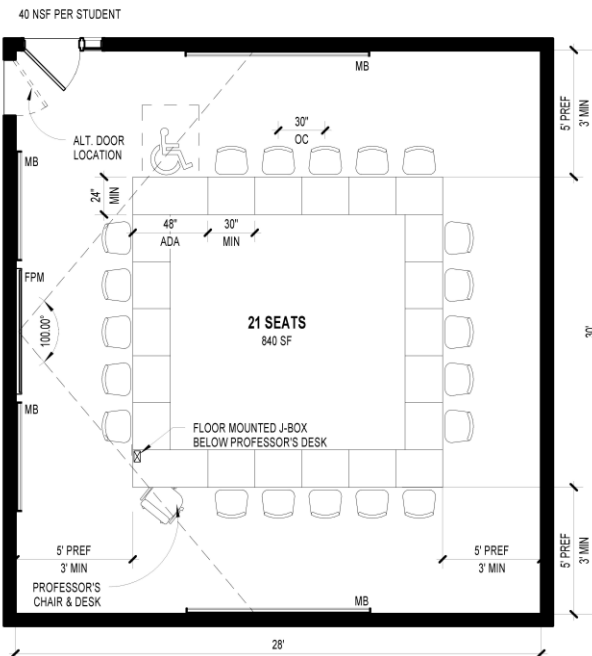 40 NSF PER STUDENT
MB
5' PREF
3' MIN
ALT. DOOR
LOCATION
30"
OC
MB
24"
MIN
48"
ADA
30"
MIN
FPM
100.00°
21 SEATS
840 SF
30'
MB
FLOOR MOUNTED J-BOX
BELOW PROFESSOR'S DESK
5' PREF
3' MIN
5' PREF
3' MIN
5' PREF
3' MIN
PROFESSOR'S
CHAIR & DESK
MB
28'